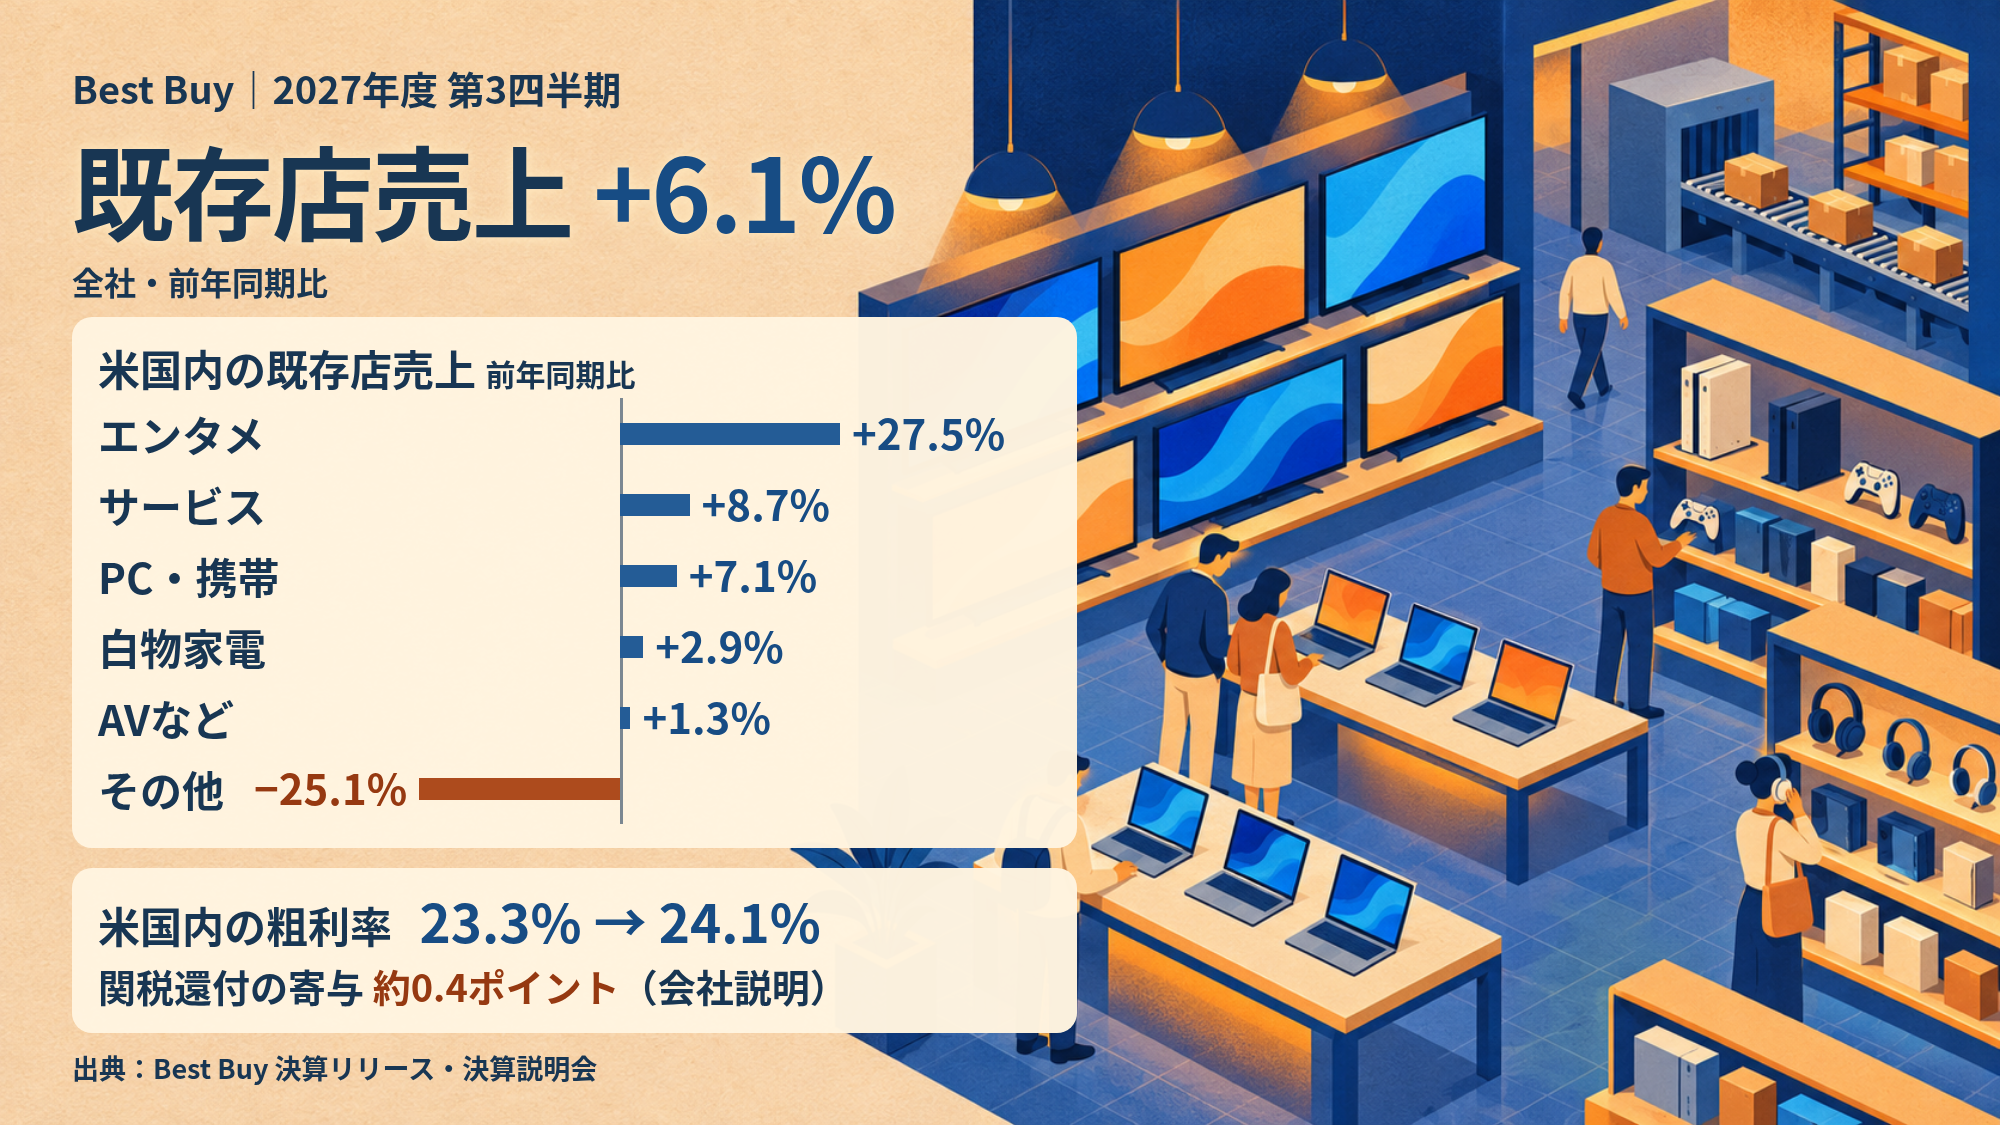 Best Buy｜2027年度 第3四半期
既存店売上 +6.1%
全社・前年同期比
米国内の既存店売上 前年同期比
エンタメ +27.5%
サービス +8.7%
PC・携帯 +7.1%
白物家電 +2.9%
AVなど +1.3%
その他 −25.1%
米国内の粗利率 23.3% → 24.1%
関税還付の寄与 約0.4ポイント（会社説明）
出典：Best Buy 決算リリース・決算説明会